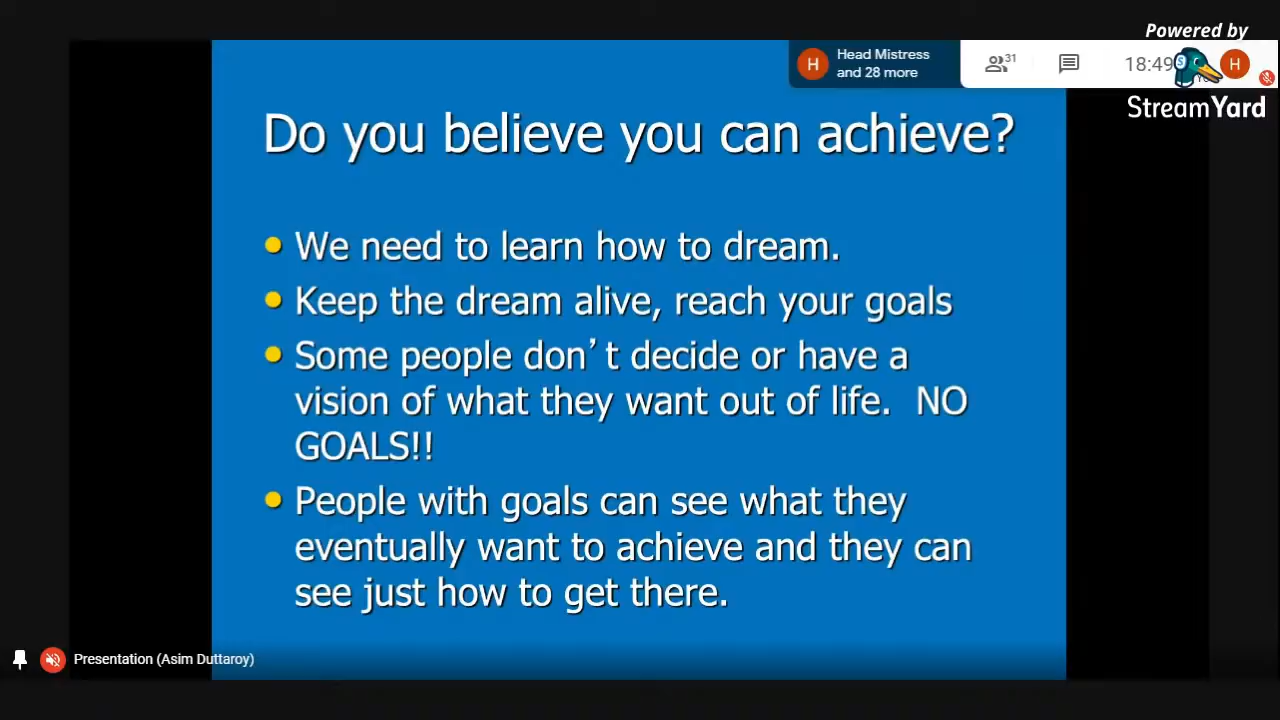 Powered by
StreamYard
H
Head Mistress
and 28 more
31
18:49
H
Do you believe you can achieve?
We need to learn how to dream.
Keep the dream alive, reach your goals
Some people don’t decide or have a
vision of what they want out of life.  NO
GOALS!!
People with goals can see what they
eventually want to achieve and they can
see just how to get there.
Presentation (Asim Duttaroy)